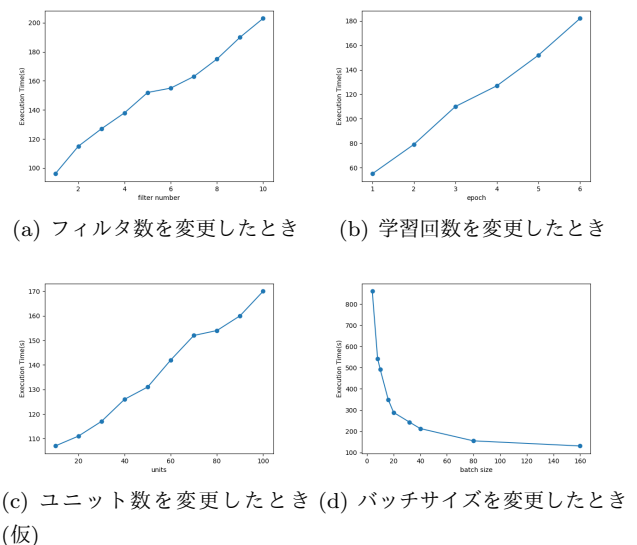 200
180
160
140
120
100
Execution Time(s)
2 4 6 8 10
filter number
(a) フィルタ数を変更したとき
180
160
140
120
100
80
60
Execution Time(s)
1 2 3 4 5 6
epoch
(b) 学習回数を変更したとき
170
160
150
140
130
120
110
Execution Time(s)
20 40 60 80 100
units
(c) ユニット数を変更したとき
(仮)
800
700
600
500
400
300
200
100
Execution Time(s)
0 20 40 60 80 100 120 140 160
batch size
(d) バッチサイズを変更したとき